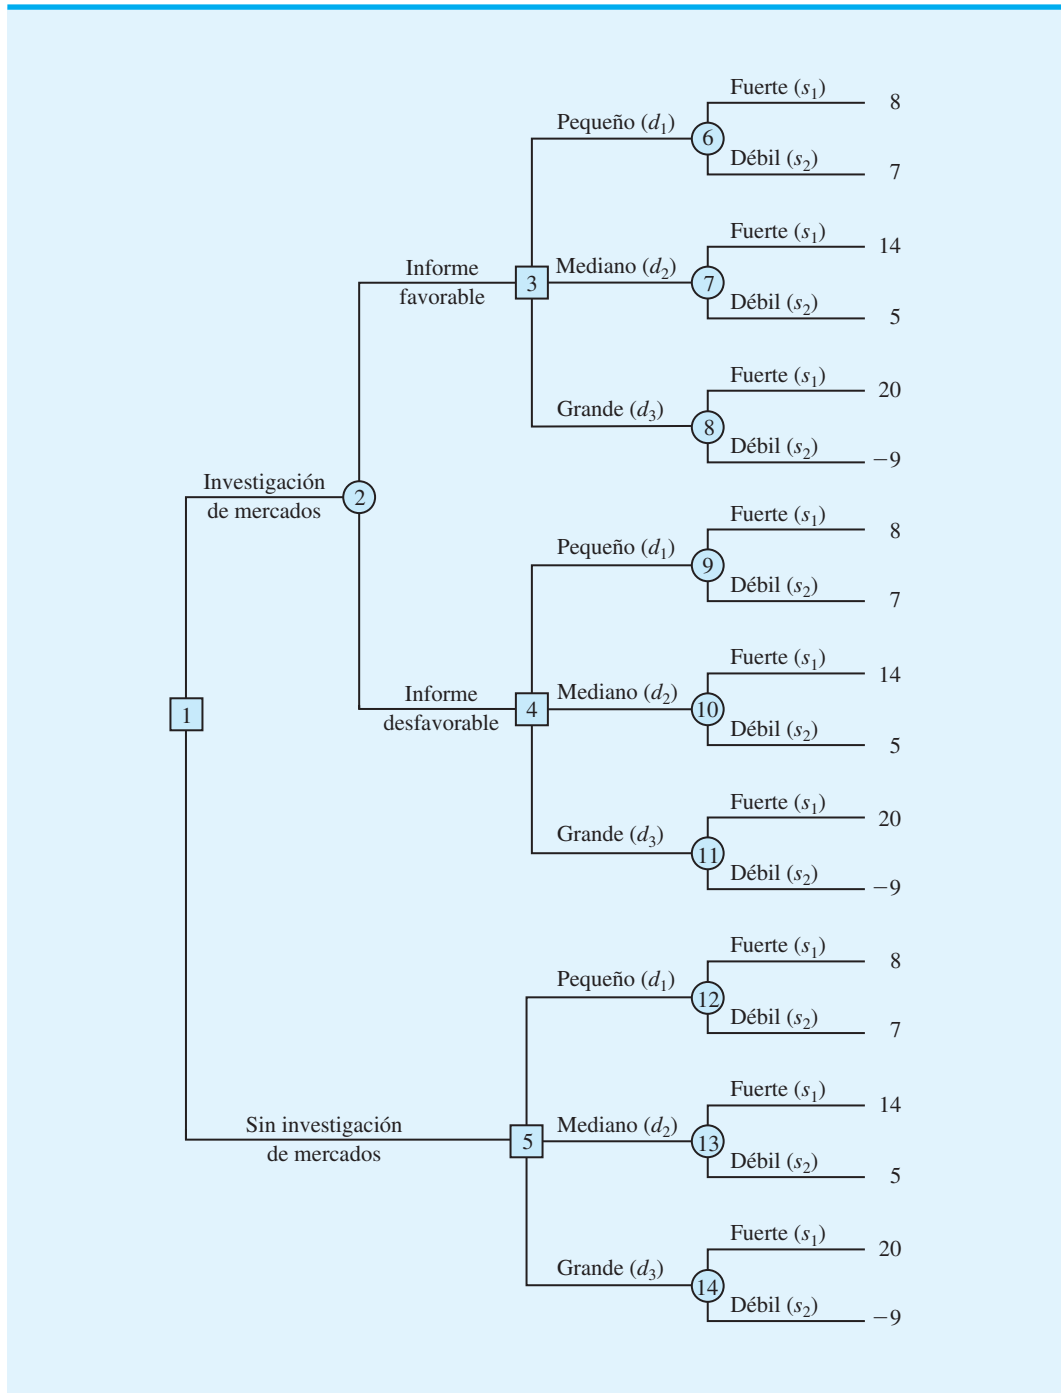 Fuerte (s1) 8
Pequeño (d1) 6
Débil (s2) 7
Fuerte (s1) 14
Informe Mediano (d2)
favorable 3 7
Débil (s2) 5
Fuerte (s1) 20
Grande (d3) 8
Débil (s2) −9
Investigación
de mercados 2
Fuerte (s1) 8
Pequeño (d1) 9
Débil (s2) 7
Fuerte (s1) 14
Informe Mediano (d2)
desfavorable 4 10
1
Débil (s2) 5
Fuerte (s1) 20
Grande (d3) 11
Débil (s2) −9
Fuerte (s1) 8
Pequeño (d1) 12
Débil (s2) 7
Fuerte (s1) 14
Sin investigación Mediano (d2)
de mercados 5 13
Débil (s2) 5
Fuerte (s1) 20
Grande (d3) 14
Débil (s2) −9